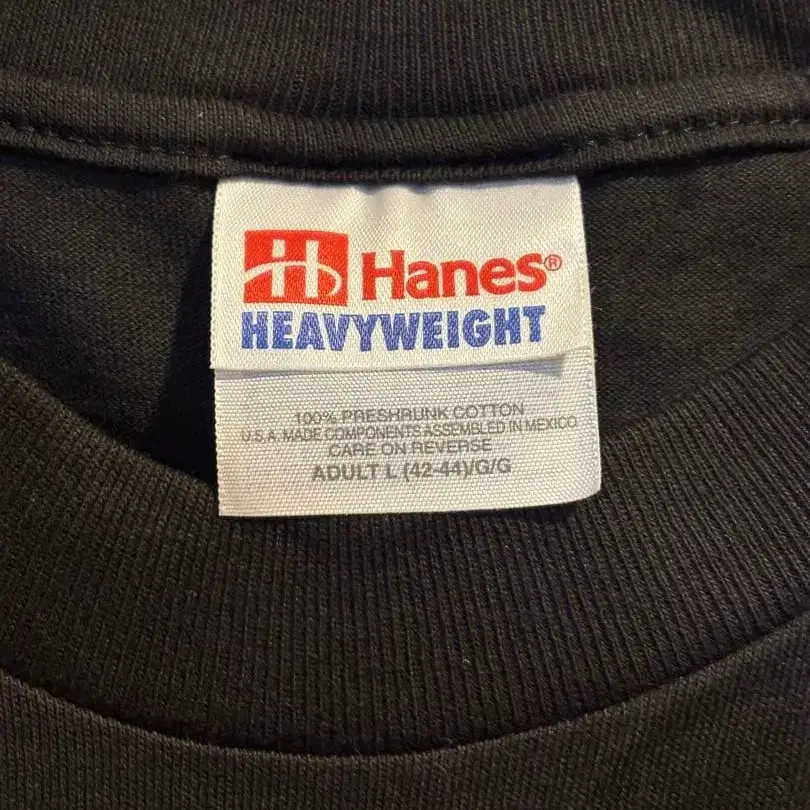 H Hanes®
HEAVYWEIGHT
100% PRESHRUNK COTTON
U.S.A. MADE COMPONENTS ASSEMBLED IN MEXICO
CARE ON REVERSE
ADULT L (42-44)/G/G